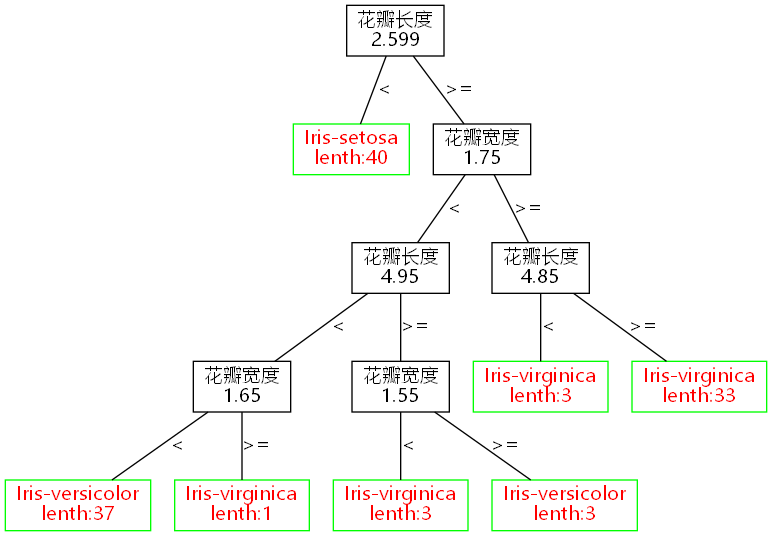 花瓣长度
2.599
<
>=
Iris-setosa
lenth:40
花瓣宽度
1.75
<
>=
花瓣长度
4.95
花瓣长度
4.85
<
>=
<
>=
花瓣宽度
1.65
花瓣宽度
1.55
Iris-virginica
lenth:3
Iris-virginica
lenth:33
<
>=
<
>=
Iris-versicolor
lenth:37
Iris-virginica
lenth:1
Iris-virginica
lenth:3
Iris-versicolor
lenth:3